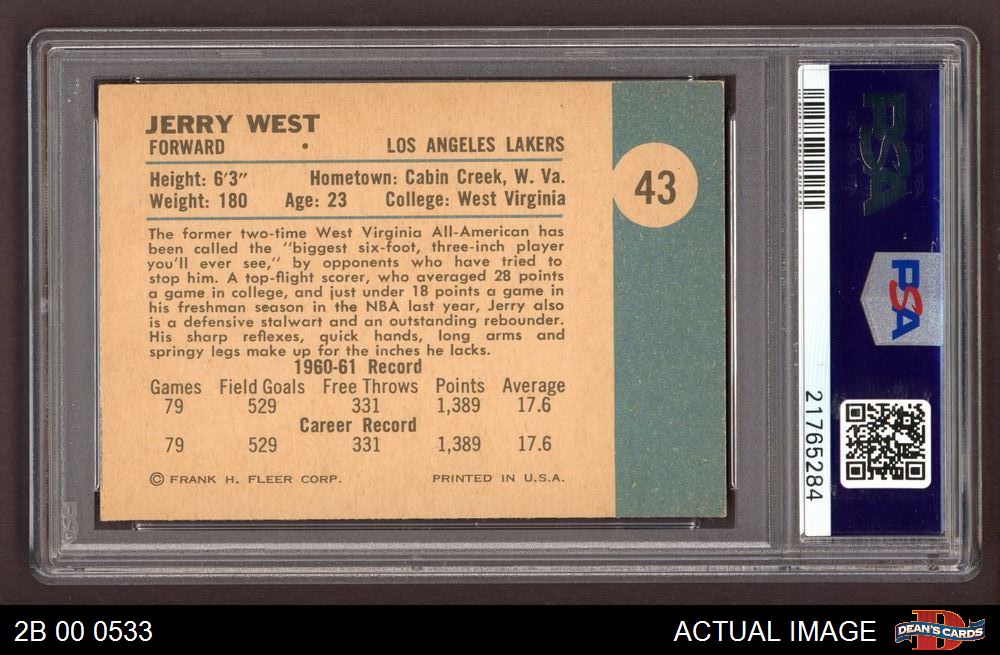 JERRY WEST
FORWARD • LOS ANGELES LAKERS
Height: 6'3" Hometown: Cabin Creek, W. Va.
Weight: 180 Age: 23 College: West Virginia
43
The former two-time West Virginia All-American has
been called the "biggest six-foot, three-inch player
you'll ever see," by opponents who have tried to
stop him. A top-flight scorer, who averaged 28 points
a game in college, and just under 18 points a game in
his freshman season in the NBA last year, Jerry also
is a defensive stalwart and an outstanding rebounder.
His sharp reflexes, quick hands, long arms and
springy legs make up for the inches he lacks.
1960-61 Record
Games Field Goals Free Throws Points Average
79 529 331 1,389 17.6
Career Record
79 529 331 1,389 17.6
© FRANK H. FLEER CORP. PRINTED IN U.S.A.
PSA
PSA
21765284
2B 00 0533
ACTUAL IMAGE
DEAN'S CARDS